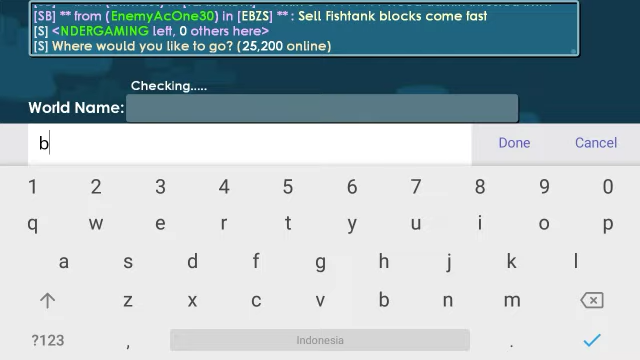 [SB] ** from (EnemyAcOne30) in [EBZS] ** : Sell Fishtank blocks come fast
[S] <NDERGAMING left, 0 others here>
[S] Where would you like to go? (25,200 online)
Checking.....
World Name:
b
Done
Cancel
1 2 3 4 5 6 7 8 9 0
q w e r t y u i o p
a s d f g h j k l
z x c v b n m
?123 , Indonesia .